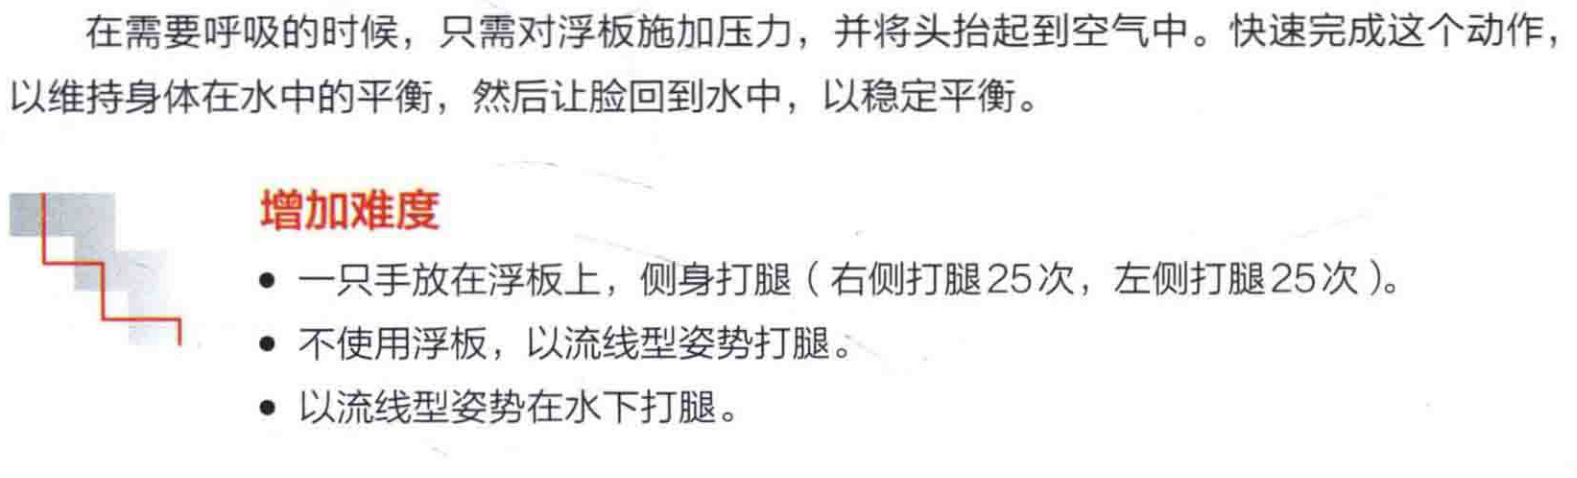 在需要呼吸的时候，只需对浮板施加压力，并将头抬起到空气中。快速完成这个动作，
以维持身体在水中的平衡，然后让脸回到水中，以稳定平衡。
增加难度
● 一只手放在浮板上，侧身打腿（右侧打腿25次，左侧打腿25次）。
● 不使用浮板，以流线型姿势打腿。
● 以流线型姿势在水下打腿。